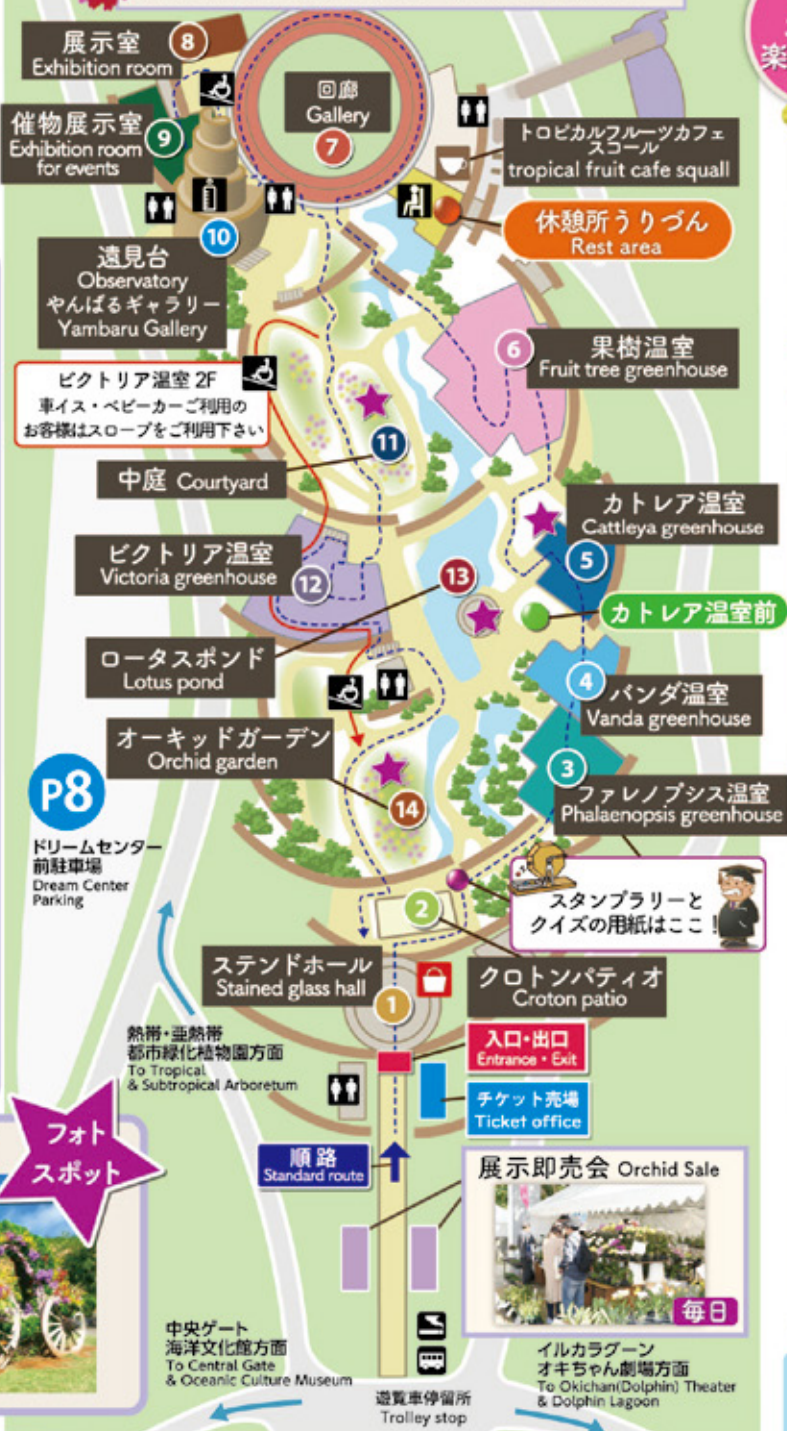 展示室
Exhibition room
8
回廊
Gallery
7
楽
催物展示室
Exhibition room
for events
9
トロピカルフルーツカフェ
スコール
tropical fruit cafe squall
10
休憩所うりづん
Rest area
遠見台
Observatory
やんばるギャラリー
Yambaru Gallery
6
果樹温室
Fruit tree greenhouse
ビクトリア温室 2F
車イス・ベビーカーご利用の
お客様はスロープをご利用下さい
11
中庭 Courtyard
カトレア温室
Cattleya greenhouse
5
ビクトリア温室
Victoria greenhouse
12
13
カトレア温室前
ロータスポンド
Lotus pond
4
バンダ温室
Vanda greenhouse
オーキッドガーデン
Orchid garden
14
3
ファレノプシス温室
Phalaenopsis greenhouse
P8
ドリームセンター
前駐車場
Dream Center
Parking
スタンプラリーと
クイズの用紙はここ!
2
ステンドホール
Stained glass hall
1
クロトンパティオ
Croton patio
熱帯・亜熱帯
都市緑化植物園方面
To Tropical
& Subtropical Arboretum
入口・出口
Entrance・Exit
チケット売場
Ticket office
フォト
スポット
順路
Standard route
展示即売会 Orchid Sale
毎日
中央ゲート
海洋文化館方面
To Central Gate
& Oceanic Culture Museum
遊覧車停留所
Trolley stop
イルカラグーン
オキちゃん劇場方面
To Okichan(Dolphin) Theater
& Dolphin Lagoon